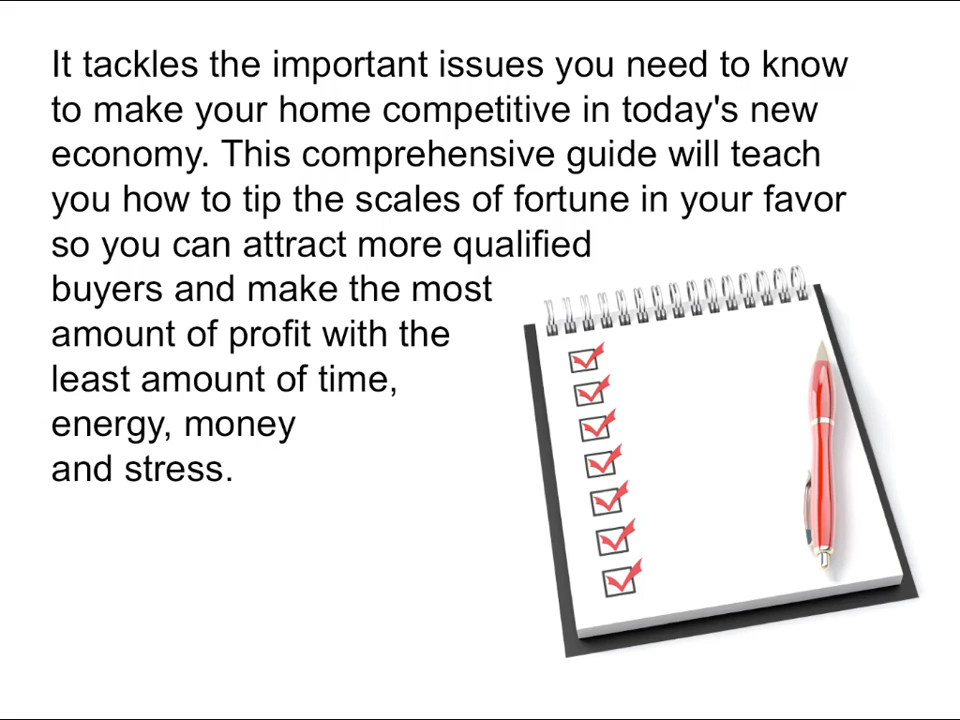 It tackles the important issues you need to know
to make your home competitive in today's new
economy. This comprehensive guide will teach
you how to tip the scales of fortune in your favor
so you can attract more qualified
buyers and make the most
amount of profit with the
least amount of time,
energy, money
and stress.